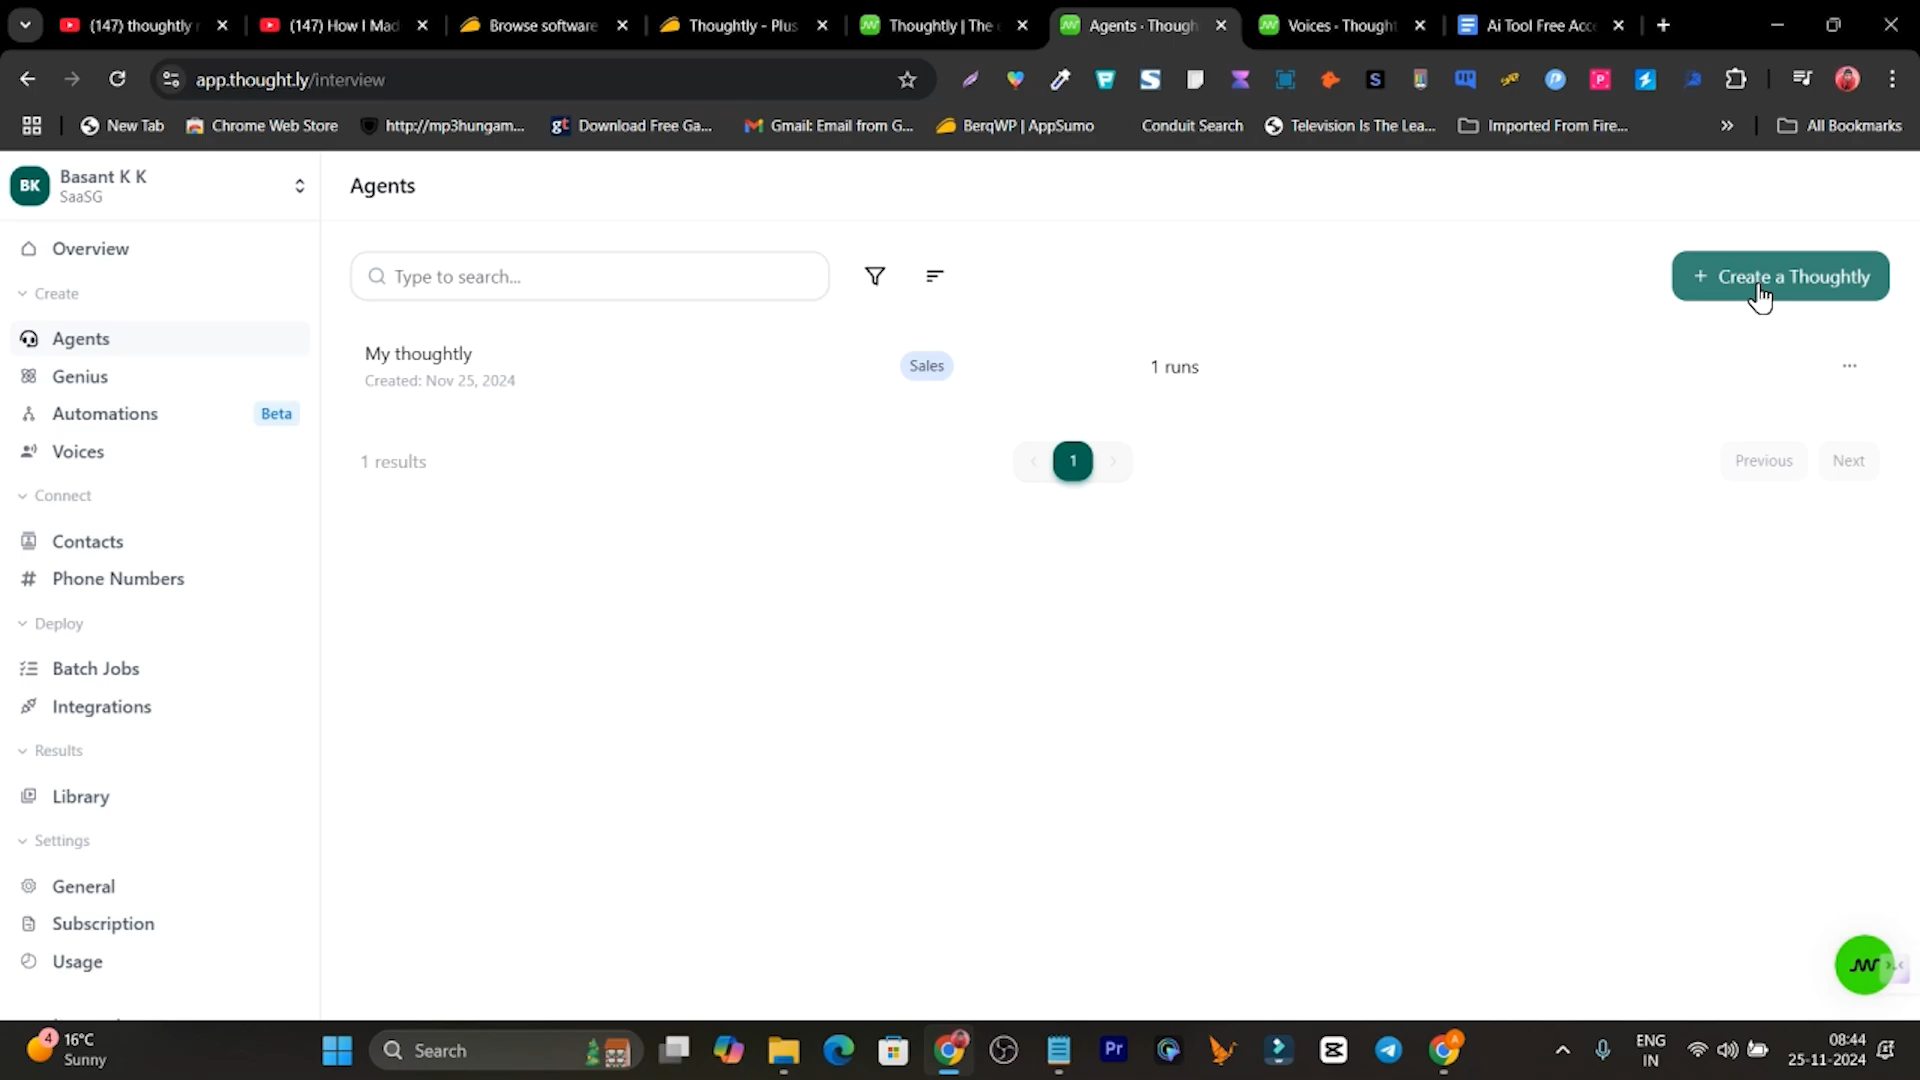 (147) thoughtly r
(147) How I Mad
Browse software
Thoughtly - Plus
Thoughtly | The
Agents · Though
Voices · Thought
Ai Tool Free Acc
app.thought.ly/interview
New Tab
Chrome Web Store
http://mp3hungam...
Download Free Ga...
Gmail: Email from G...
BerqWP | AppSumo
Conduit Search
Television Is The Lea...
Imported From Fire...
All Bookmarks
BK
Basant K K
SaaSG
Agents
Overview
Create
Type to search...
+ Create a Thoughtly
Agents
My thoughtly
Created: Nov 25, 2024
Sales
1 runs
Genius
Automations
Beta
Voices
1 results
1
Previous
Next
Connect
Contacts
Phone Numbers
Deploy
Batch Jobs
Integrations
Results
Library
Settings
General
Subscription
Usage
4
16°C
Sunny
Search
Pr
ENG
IN
08:44
25-11-2024